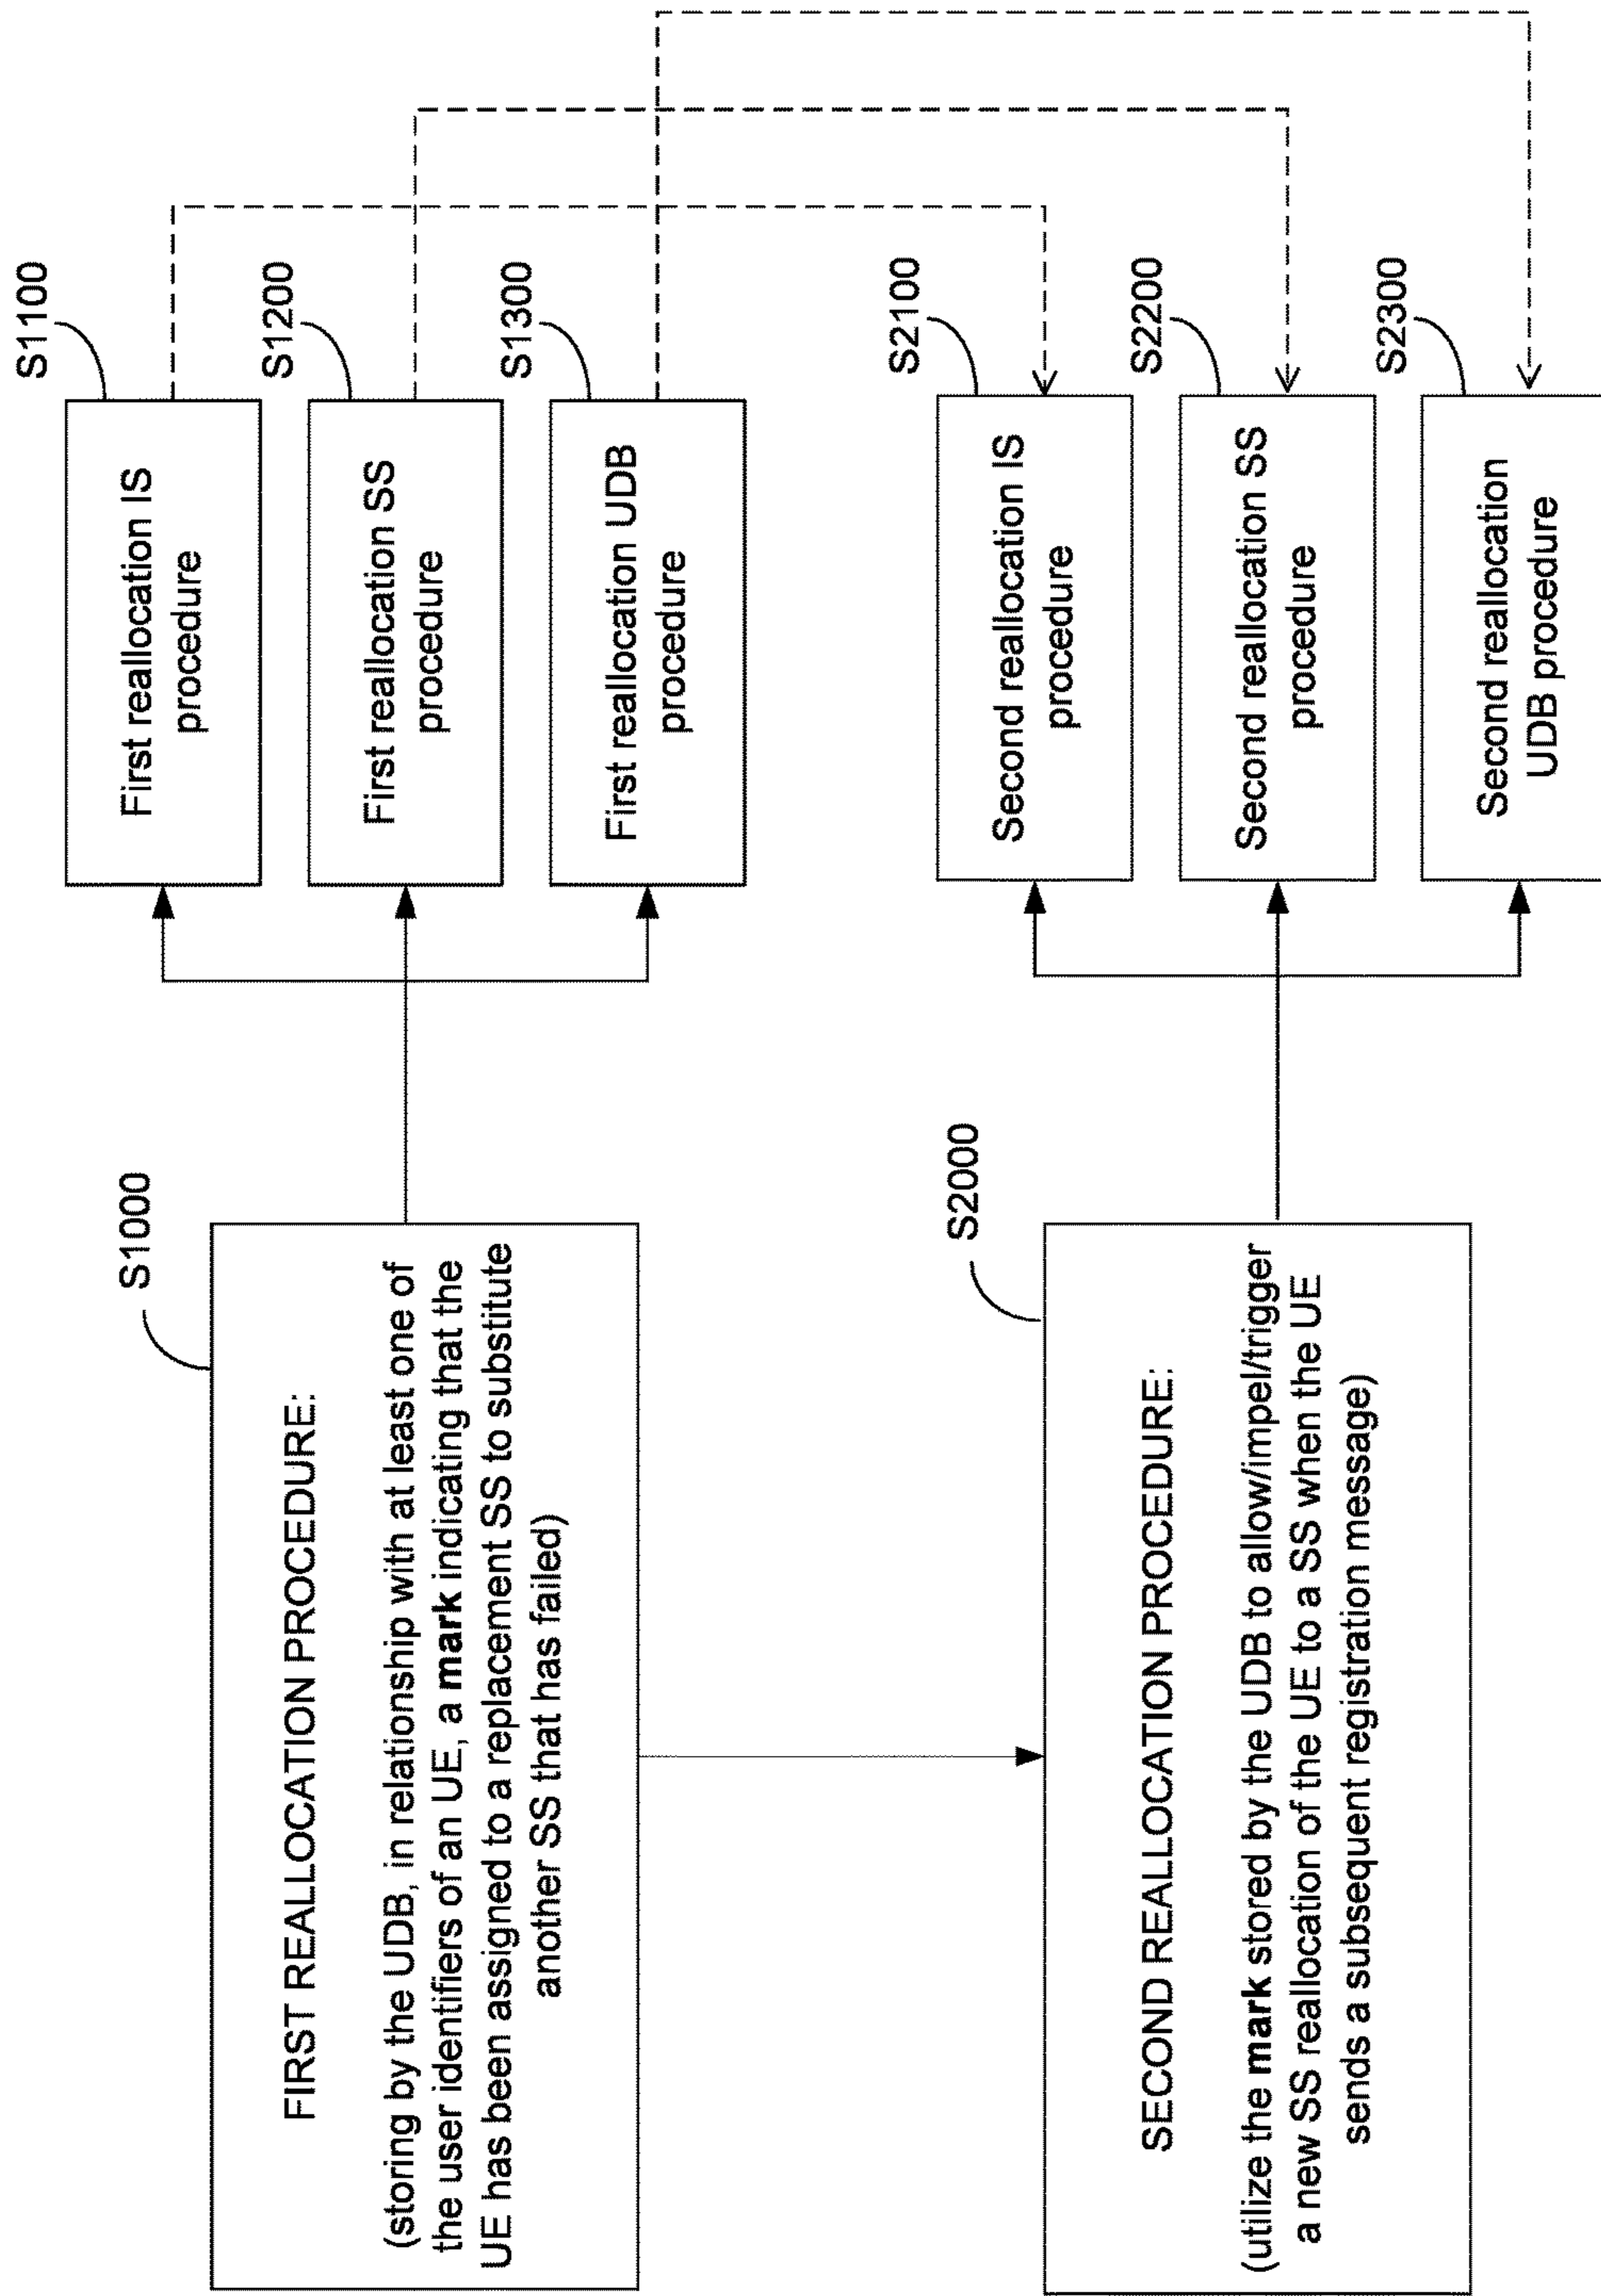 S1000
FIRST REALLOCATION PROCEDURE:
(storing by the UDB, in relationship with at least one of
the user identifiers of an UE, a mark indicating that the
UE has been assigned to a replacement SS to substitute
another SS that has failed)
S1100
First reallocation IS
procedure
S1200
First reallocation SS
procedure
S1300
First reallocation UDB
procedure
S2000
SECOND REALLOCATION PROCEDURE:
(utilize the mark stored by the UDB to allow/impel/trigger
a new SS reallocation of the UE to a SS when the UE
sends a subsequent registration message)
S2100
Second reallocation IS
procedure
S2200
Second reallocation SS
procedure
S2300
Second reallocation
UDB procedure